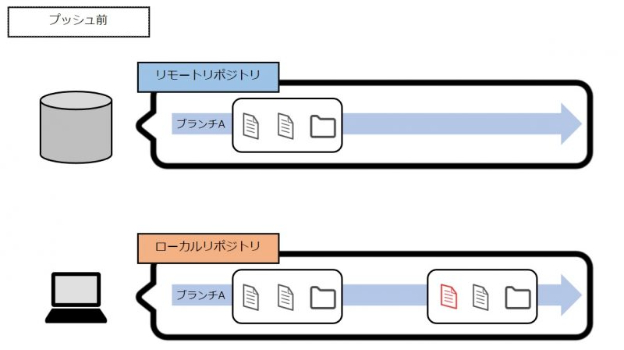 プッシュ前
リモートリポジトリ
ブランチA
ローカルリポジトリ
ブランチA